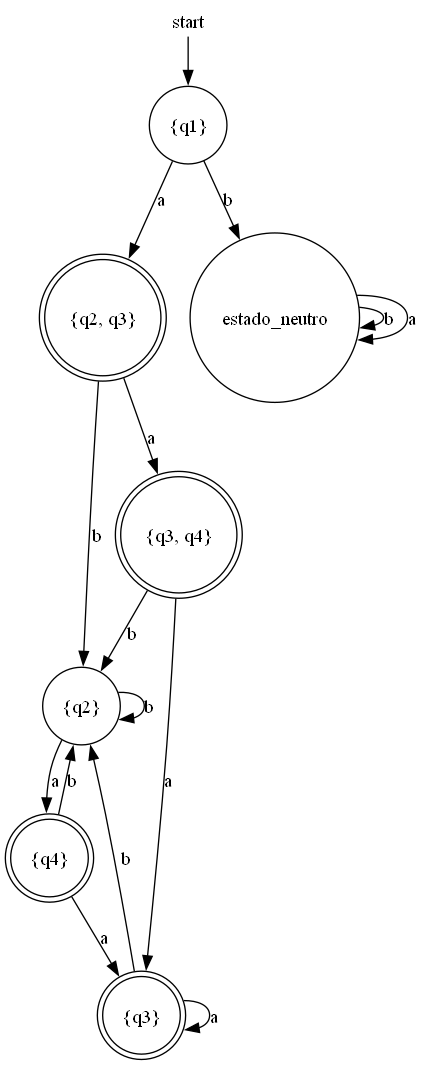 start
{q1}
a
b
{q2, q3}
estado_neutro
b
a
a
b
{q3, q4}
b
{q2}
b
a
b
a
{q4}
b
a
{q3}
a